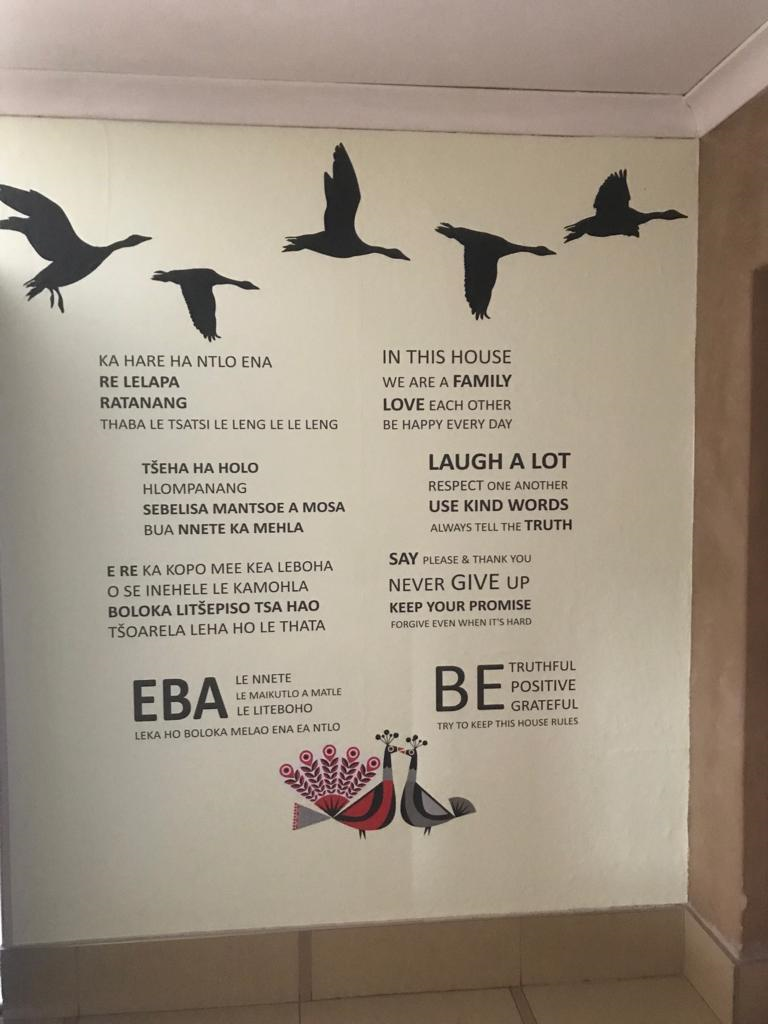 KA HARE HA NTLO ENA
RE LELAPA
RATANANG
THABA LE TSATSI LE LENG LE LE LENG
TŠEHA HA HOLO
HLOMPANANG
SEBELISA MANTSOE A MOSA
BUA NNETE KA MEHLA
E RE KA KOPO MEE KEA LEBOHA
O SE INEHELE LE KAMOHLA
BOLOKA LITŠEPISO TSA HAO
TŠOARELA LEHA HO LE THATA
EBA LE NNETE
LE MAIKUTLO A MATLE
LE LITEBOHO
LEKA HO BOLOKA MELAO ENA EA NTLO
IN THIS HOUSE
WE ARE A FAMILY
LOVE EACH OTHER
BE HAPPY EVERY DAY
LAUGH A LOT
RESPECT ONE ANOTHER
USE KIND WORDS
ALWAYS TELL THE TRUTH
SAY PLEASE & THANK YOU
NEVER GIVE UP
KEEP YOUR PROMISE
FORGIVE EVEN WHEN IT'S HARD
BE TRUTHFUL
POSITIVE
GRATEFUL
TRY TO KEEP THIS HOUSE RULES